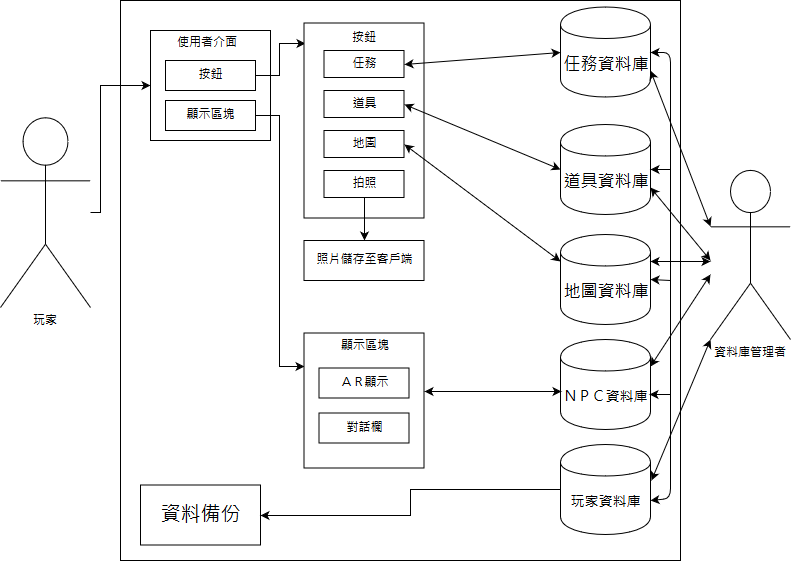 使用者介面
按鈕
顯示區塊
按鈕
任務
道具
地圖
拍照
照片儲存至客戶端
顯示區塊
ＡＲ顯示
對話欄
任務資料庫
道具資料庫
地圖資料庫
ＮＰＣ資料庫
玩家資料庫
資料備份
玩家
資料庫管理者